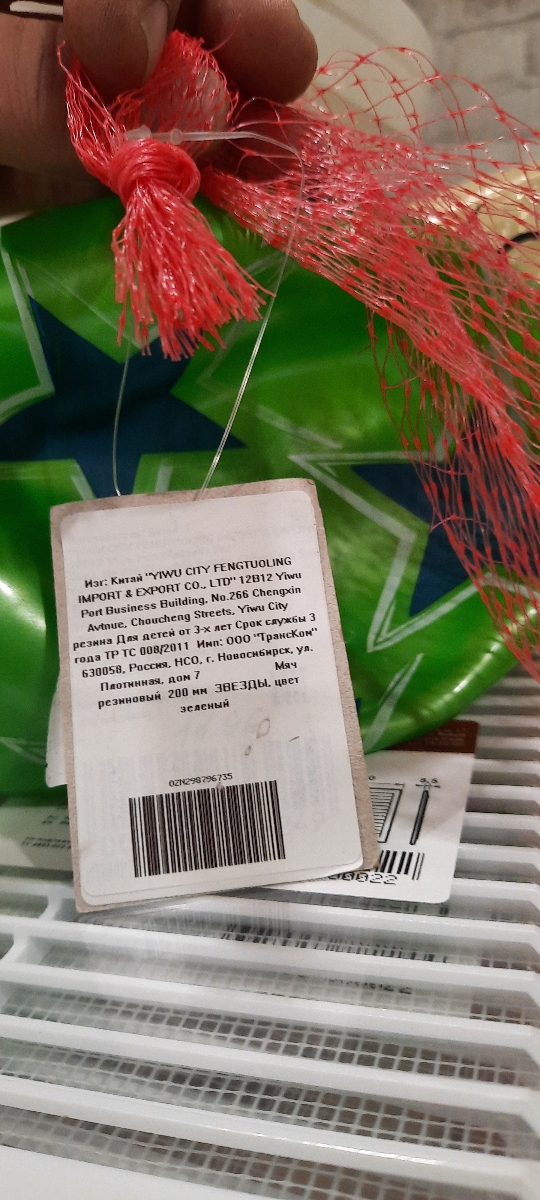 Изг: Китай "YIWU CITY FENGTUOLING
IMPORT & EXPORT CO., LTD" 12B12 Yiwu
Port Business Building, No.266 Chengxin
Avtnue, Choucheng Streets, Yiwu City
резина Для детей от 3-х лет Срок службы 3
года ТР ТС 008/2011 Имп: ООО "ТрансКом"
630058, Россия, НСО, г. Новосибирск, ул.
Плотинная, дом 7 Мяч
резиновый 200 мм ЗВЕЗДЫ, цвет
зеленый
OZN298796735